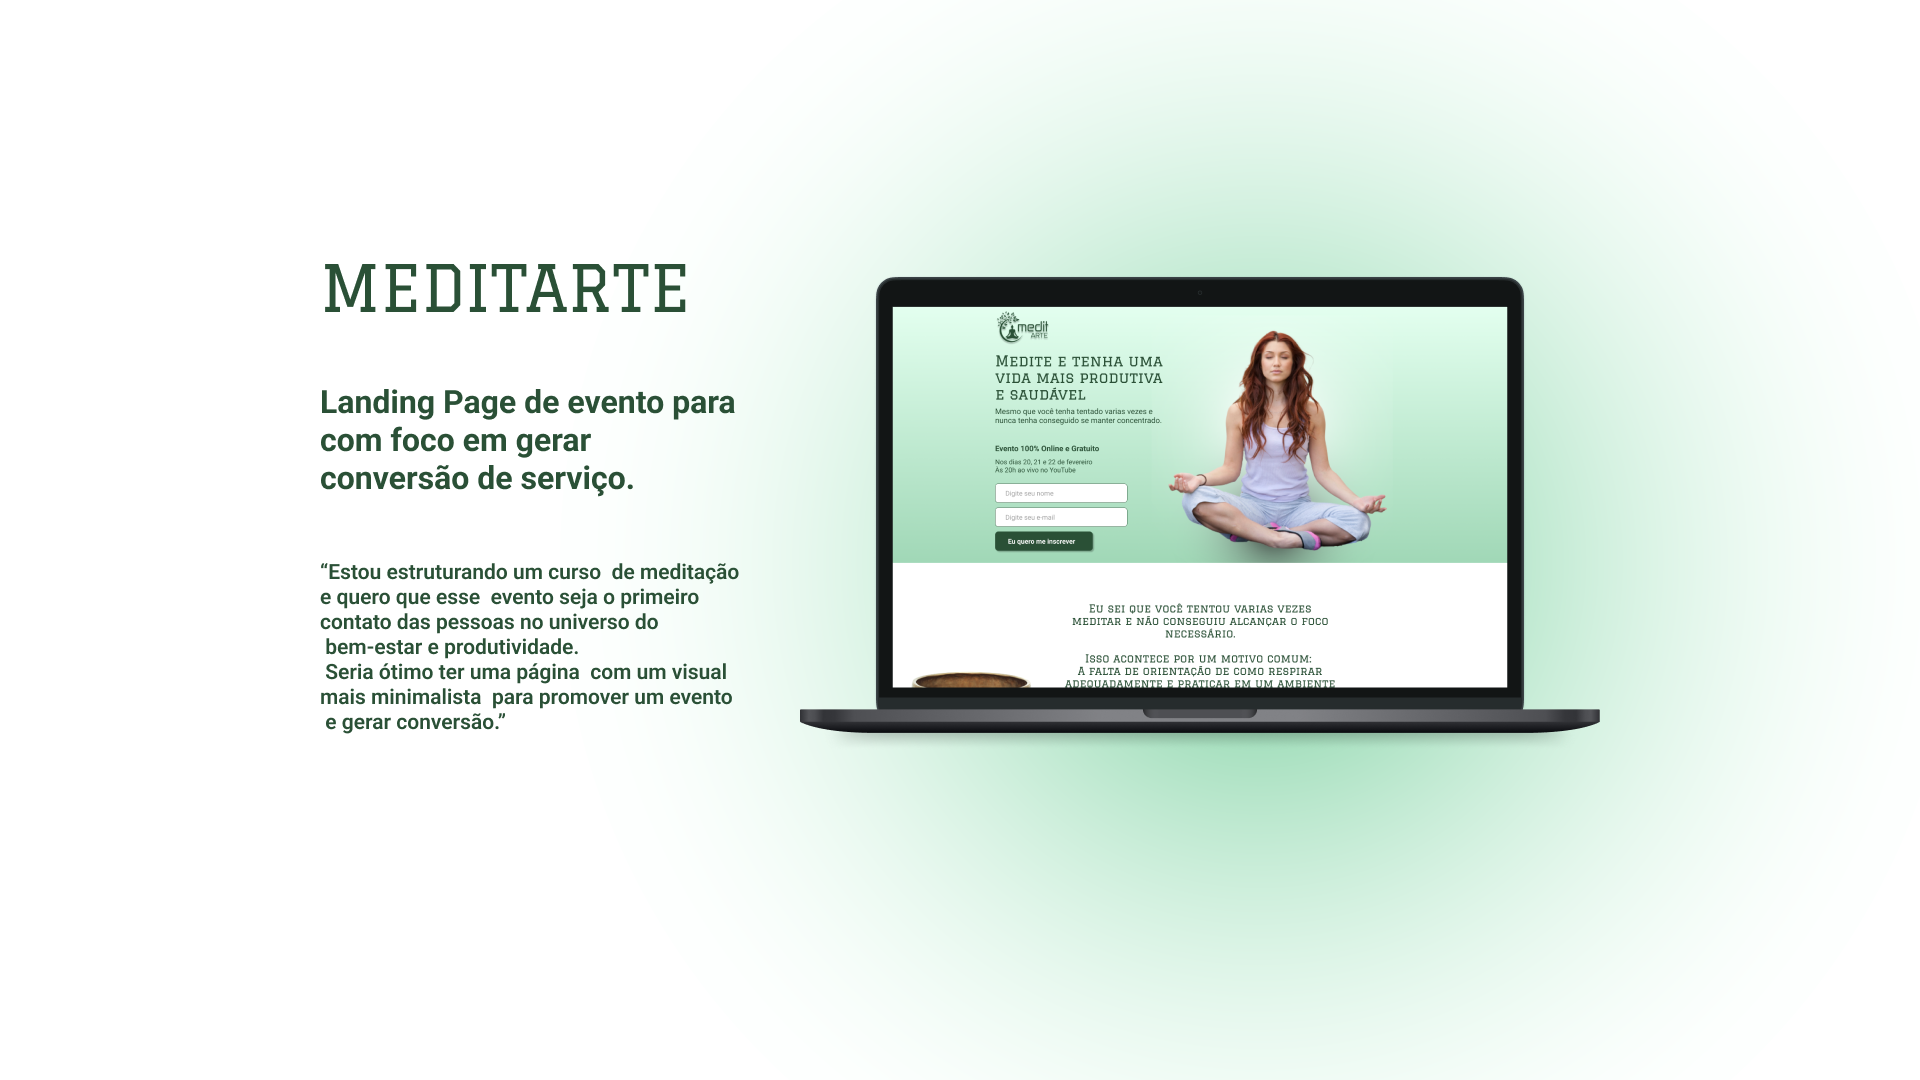 MEDITARTE
Landing Page de evento para
com foco em gerar
conversão de serviço.
“Estou estruturando um curso  de meditação
e quero que esse  evento seja o primeiro
contato das pessoas no universo do
bem-estar e produtividade.
Seria ótimo ter uma página  com um visual
mais minimalista  para promover um evento
e gerar conversão.”
medit
ARTE
Medite e tenha uma
vida mais produtiva
e saudável
Mesmo que você tenha tentado varias vezes e
nunca tenha conseguido se manter concentrado.
Evento 100% Online e Gratuito
Nos dias 20, 21 e 22 de fevereiro
Às 20h ao vivo no YouTube
Digite seu nome
Digite seu e-mail
Eu quero me inscrever
Eu sei que você tentou varias vezes
meditar e não conseguiu alcançar o foco
necessário.
Isso acontece por um motivo comum:
A falta de orientação de como respirar
adequadamente e praticar em um ambiente